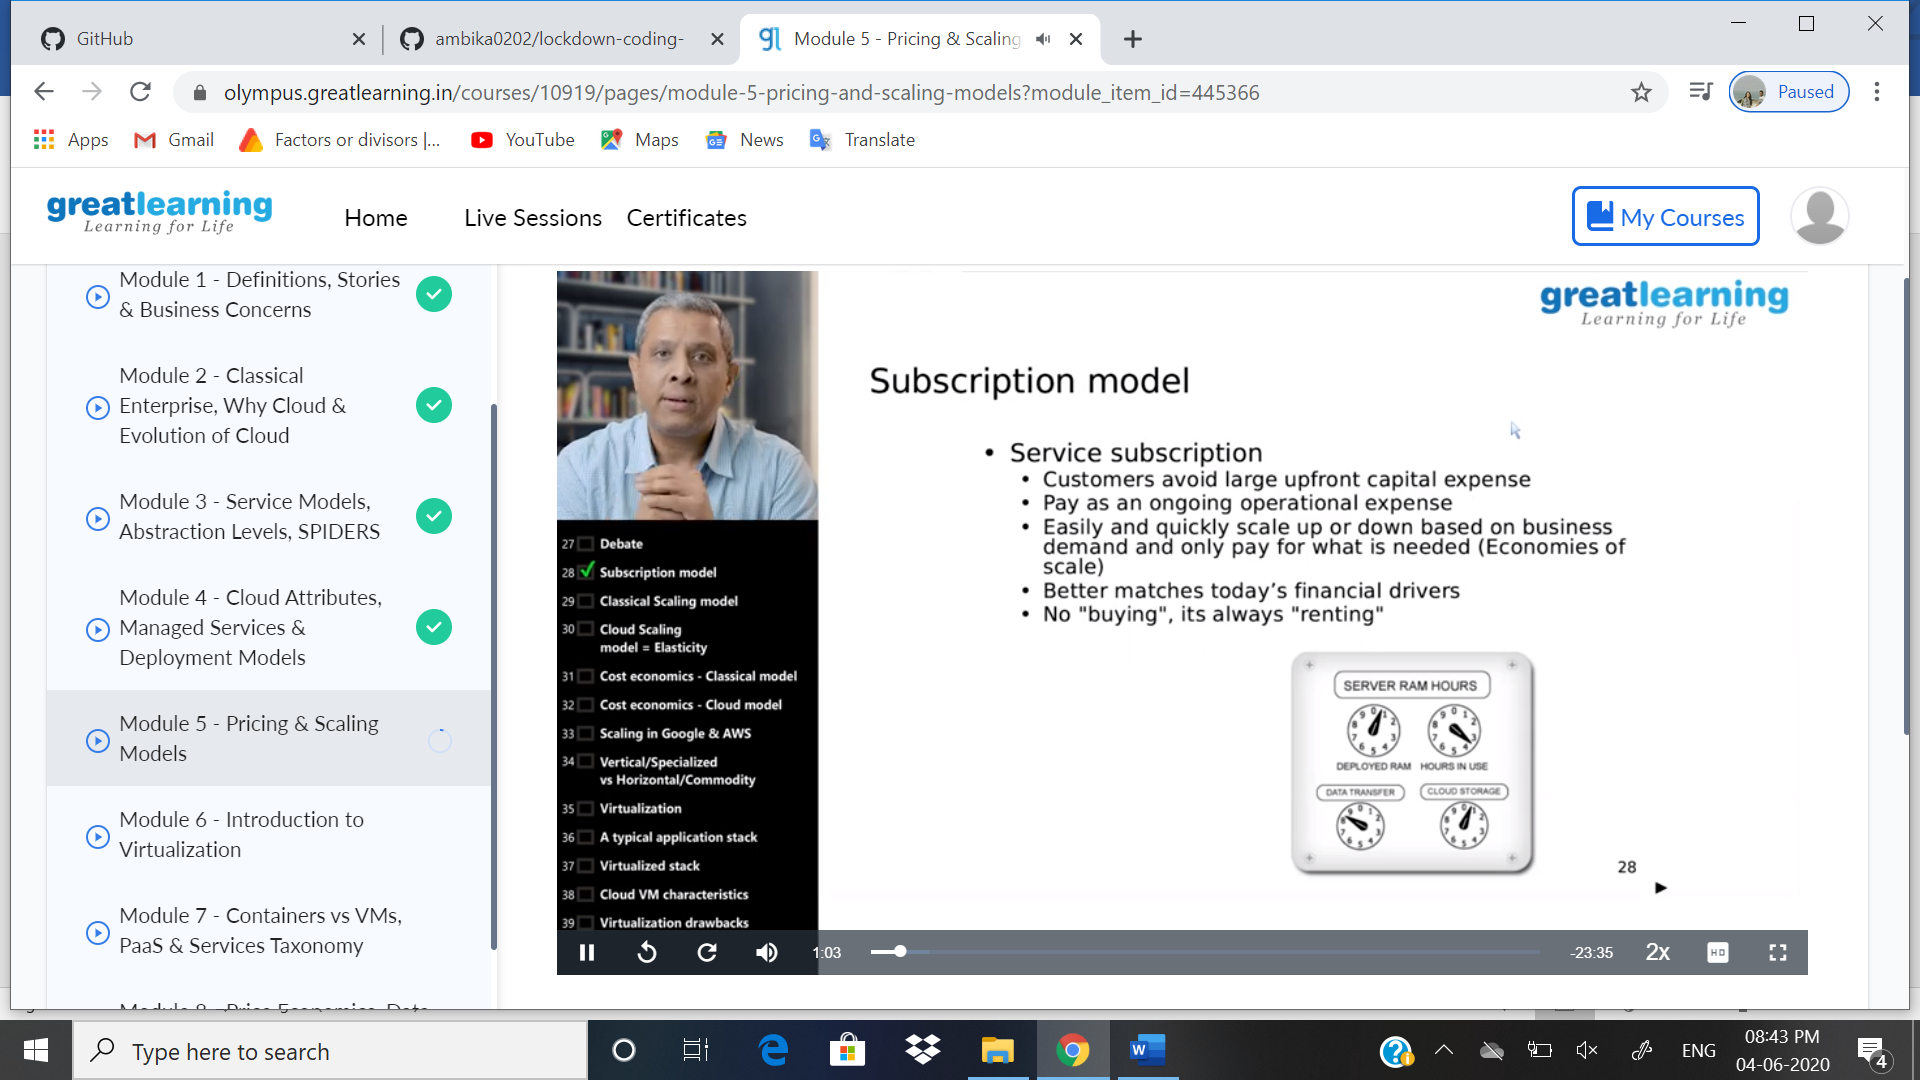 GitHub
ambika0202/lockdown-coding-
Module 5 - Pricing & Scaling
olympus.greatlearning.in/courses/10919/pages/module-5-pricing-and-scaling-models?module_item_id=445366
Paused
Apps
Gmail
Factors or divisors |...
YouTube
Maps
News
Translate
greatlearning
Learning for Life
Home
Live Sessions
Certificates
My Courses
Module 1 - Definitions, Stories
& Business Concerns
Module 2 - Classical
Enterprise, Why Cloud &
Evolution of Cloud
Module 3 - Service Models,
Abstraction Levels, SPIDERS
Module 4 - Cloud Attributes,
Managed Services &
Deployment Models
Module 5 - Pricing & Scaling
Models
Module 6 - Introduction to
Virtualization
Module 7 - Containers vs VMs,
PaaS & Services Taxonomy
27 Debate
28 Subscription model
29 Classical Scaling model
30 Cloud Scaling
model = Elasticity
31 Cost economics - Classical model
32 Cost economics - Cloud model
33 Scaling in Google & AWS
34 Vertical/Specialized
vs Horizontal/Commodity
35 Virtualization
36 A typical application stack
37 Virtualized stack
38 Cloud VM characteristics
39 Virtualization drawbacks
greatlearning
Learning for Life
Subscription model
• Service subscription
• Customers avoid large upfront capital expense
• Pay as an ongoing operational expense
• Easily and quickly scale up or down based on business
demand and only pay for what is needed (Economies of
scale)
• Better matches today's financial drivers
• No "buying", its always "renting"
SERVER RAM HOURS
DEPLOYED RAM HOURS IN USE
DATA TRANSFER CLOUD STORAGE
28
1:03
-23:35
2x
HD
Type here to search
ENG
08:43 PM
04-06-2020
4